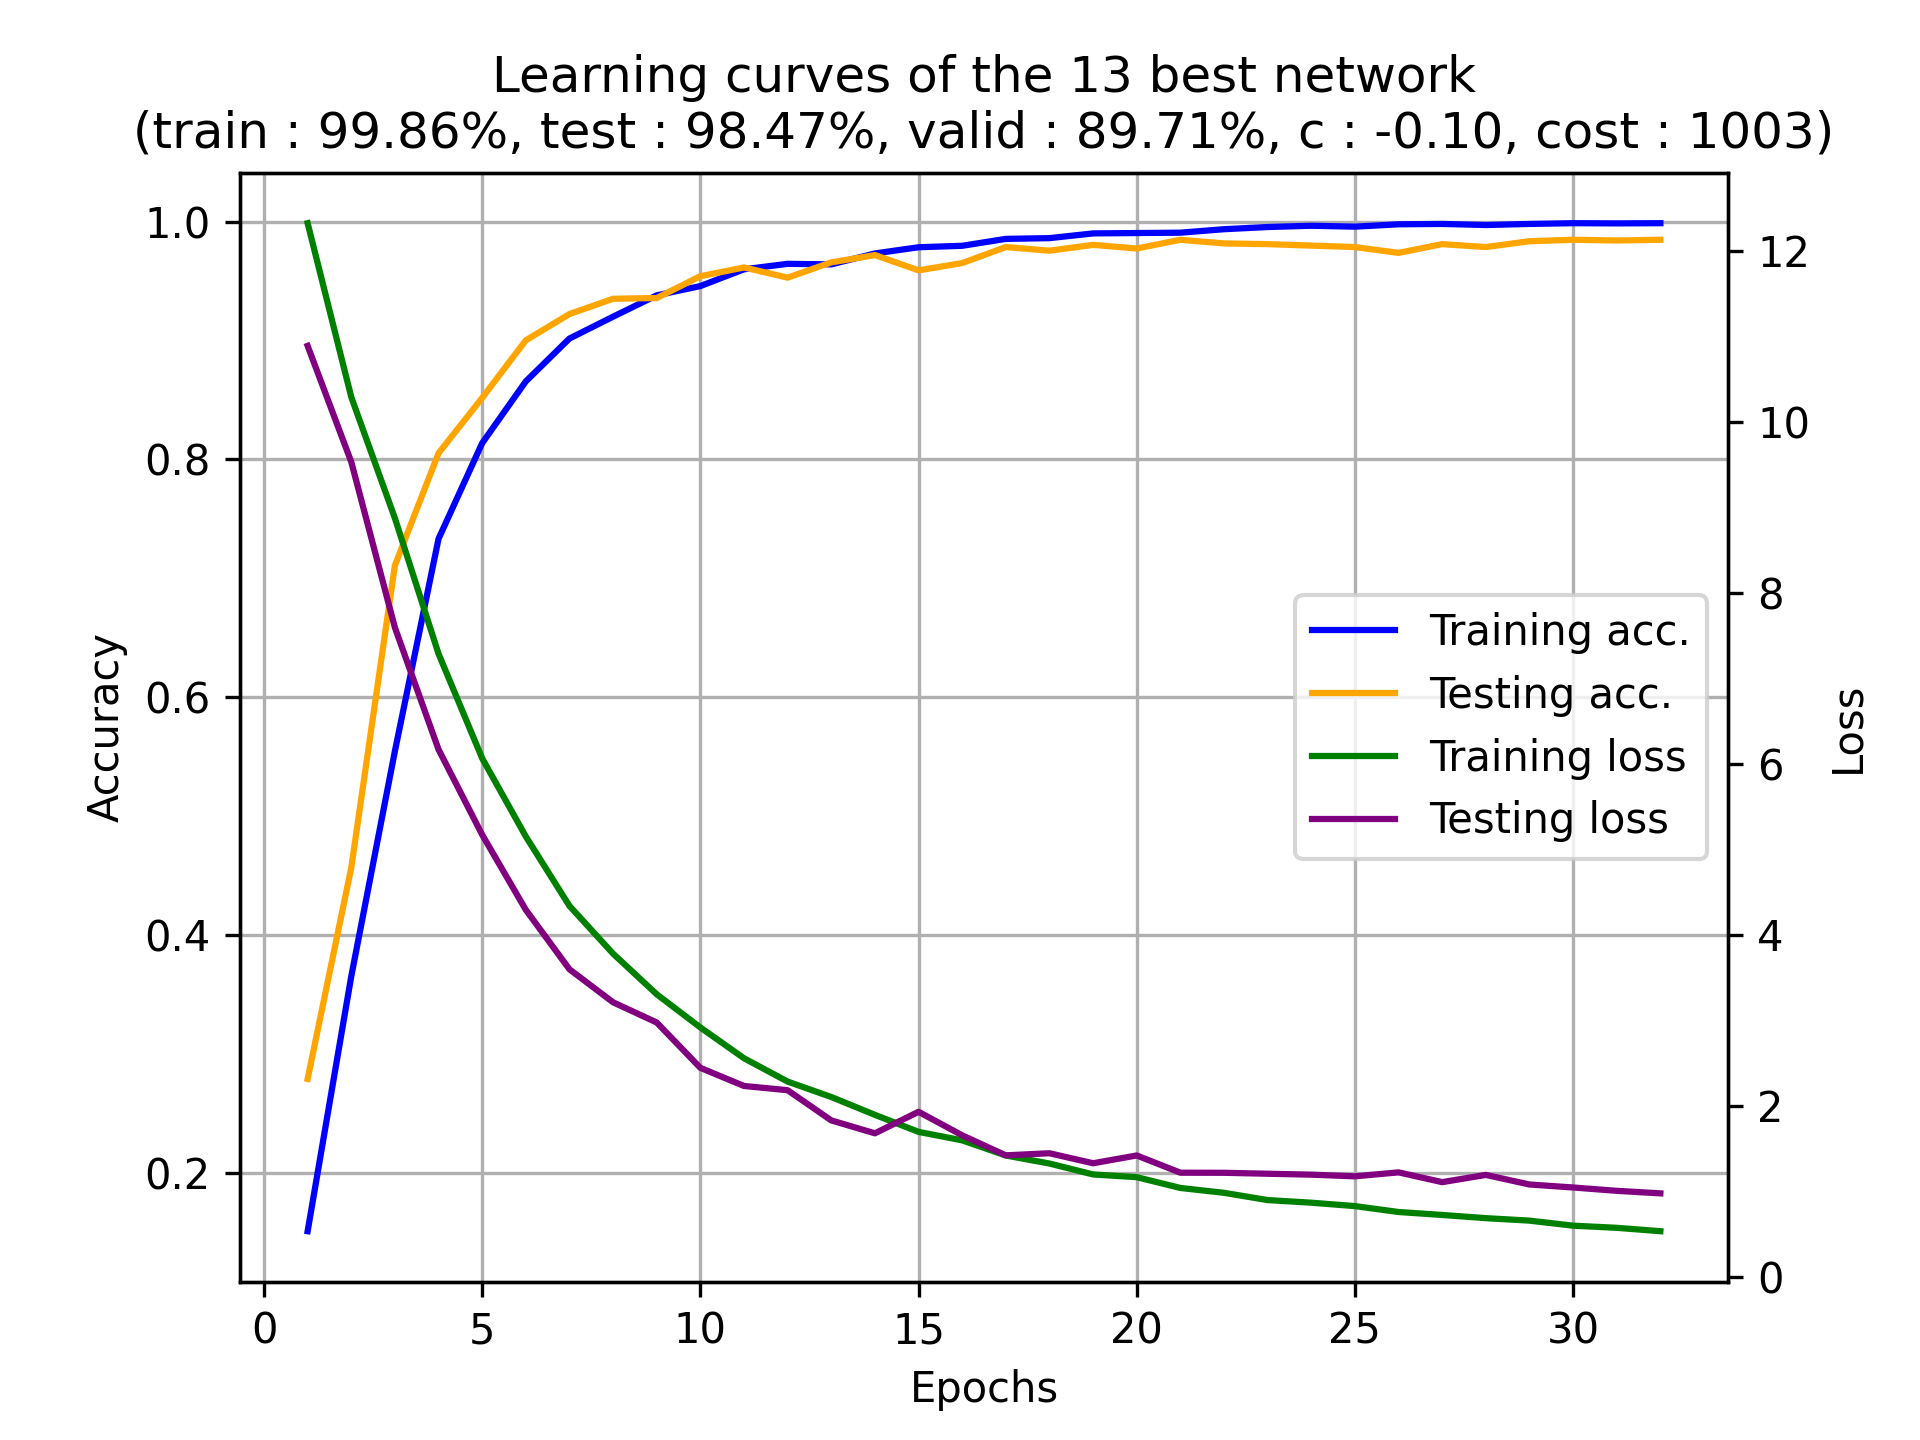 Learning curves of the 13 best network
(train : 99.86%, test : 98.47%, valid : 89.71%, c : -0.10, cost : 1003)
1.0
0.8
0.6
0.4
0.2
Accuracy
12
10
8
6
4
2
0
Loss
Training acc.
Testing acc.
Training loss
Testing loss
0 5 10 15 20 25 30
Epochs